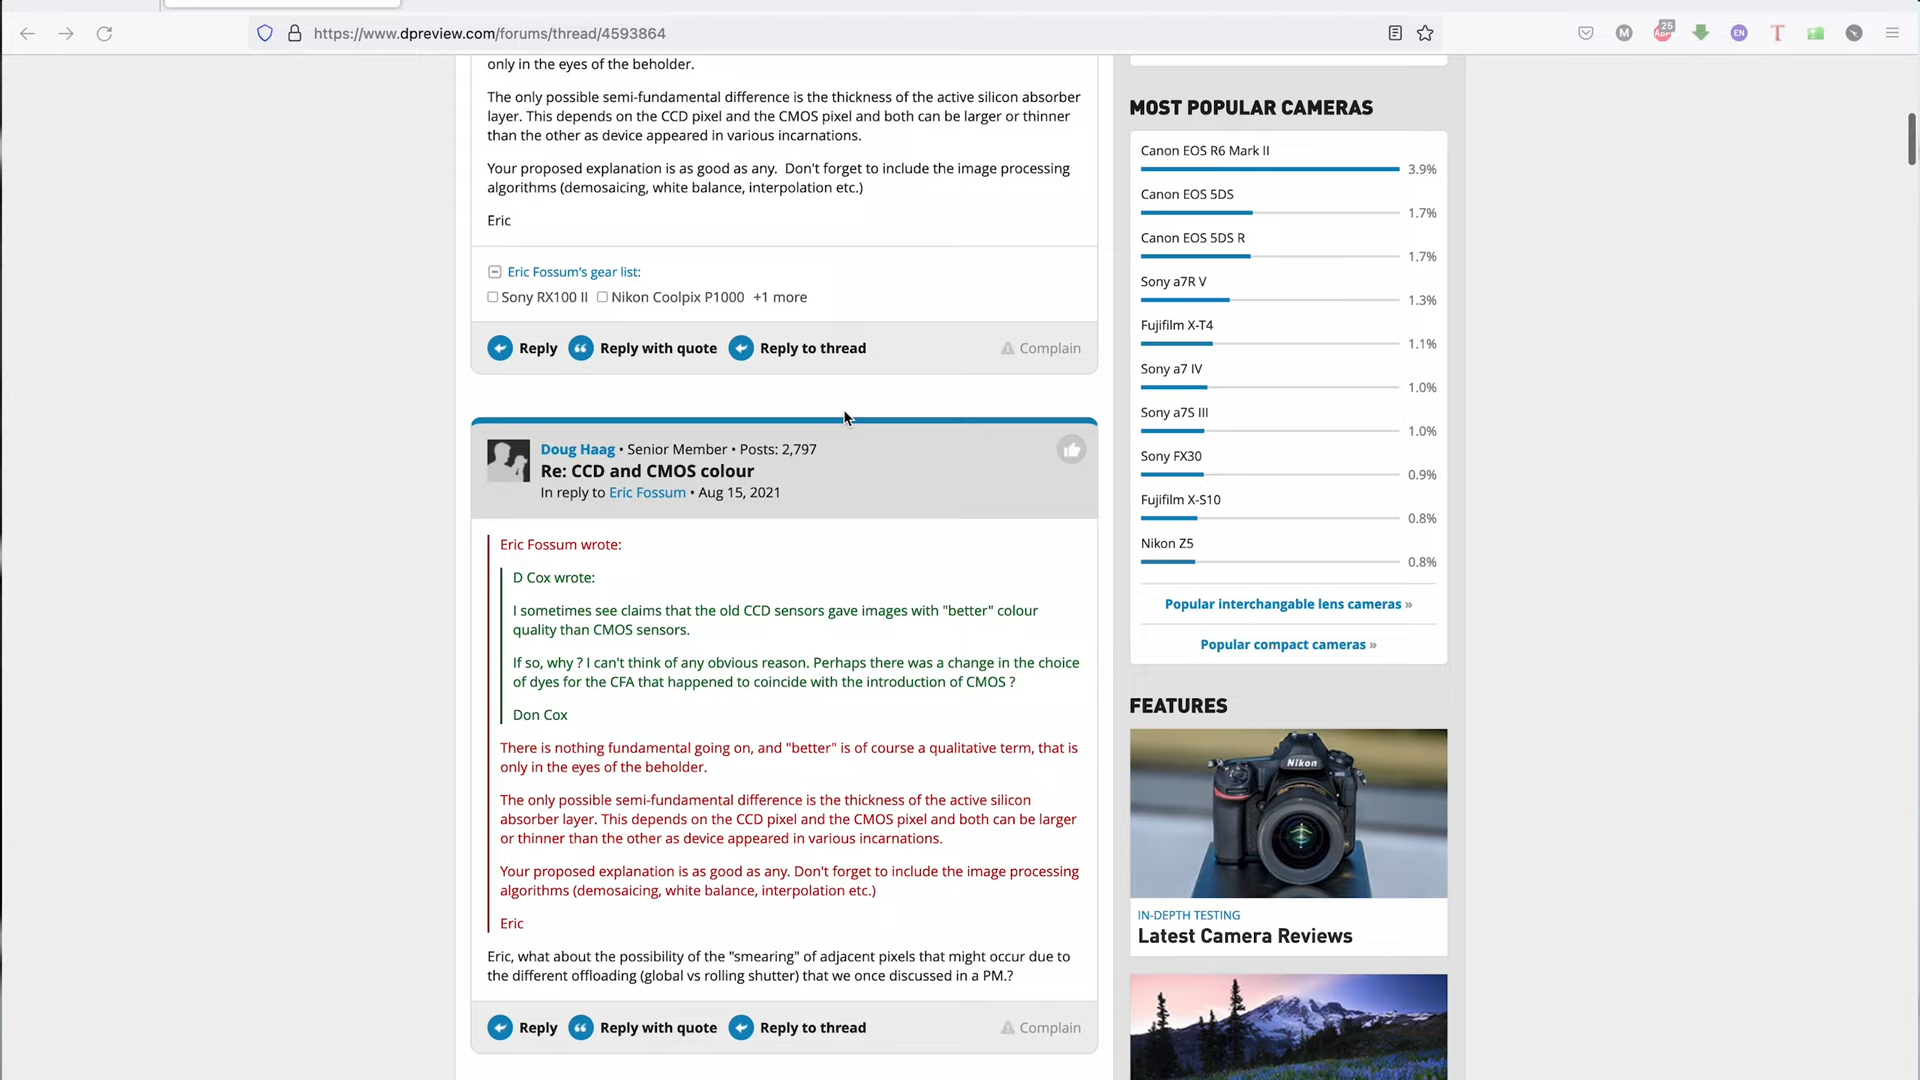 https://www.dpreview.com/forums/thread/4593864
M
25
ABP
EN
T
only in the eyes of the beholder.
The only possible semi-fundamental difference is the thickness of the active silicon absorber
layer. This depends on the CCD pixel and the CMOS pixel and both can be larger or thinner
than the other as device appeared in various incarnations.
Your proposed explanation is as good as any.  Don't forget to include the image processing
algorithms (demosaicing, white balance, interpolation etc.)
Eric
Eric Fossum's gear list:
Sony RX100 II Nikon Coolpix P1000 +1 more
Reply Reply with quote Reply to thread Complain
Doug Haag • Senior Member • Posts: 2,797
Re: CCD and CMOS colour
In reply to Eric Fossum • Aug 15, 2021
Eric Fossum wrote:
D Cox wrote:
I sometimes see claims that the old CCD sensors gave images with "better" colour
quality than CMOS sensors.
If so, why ? I can't think of any obvious reason. Perhaps there was a change in the choice
of dyes for the CFA that happened to coincide with the introduction of CMOS ?
Don Cox
There is nothing fundamental going on, and "better" is of course a qualitative term, that is
only in the eyes of the beholder.
The only possible semi-fundamental difference is the thickness of the active silicon
absorber layer. This depends on the CCD pixel and the CMOS pixel and both can be larger
or thinner than the other as device appeared in various incarnations.
Your proposed explanation is as good as any. Don't forget to include the image processing
algorithms (demosaicing, white balance, interpolation etc.)
Eric
Eric, what about the possibility of the "smearing" of adjacent pixels that might occur due to
the different offloading (global vs rolling shutter) that we once discussed in a PM.?
Reply Reply with quote Reply to thread Complain
MOST POPULAR CAMERAS
Canon EOS R6 Mark II
3.9%
Canon EOS 5DS
1.7%
Canon EOS 5DS R
1.7%
Sony a7R V
1.3%
Fujifilm X-T4
1.1%
Sony a7 IV
1.0%
Sony a7S III
1.0%
Sony FX30
0.9%
Fujifilm X-S10
0.8%
Nikon Z5
0.8%
Popular interchangable lens cameras »
Popular compact cameras »
FEATURES
Nikon
IN-DEPTH TESTING
Latest Camera Reviews